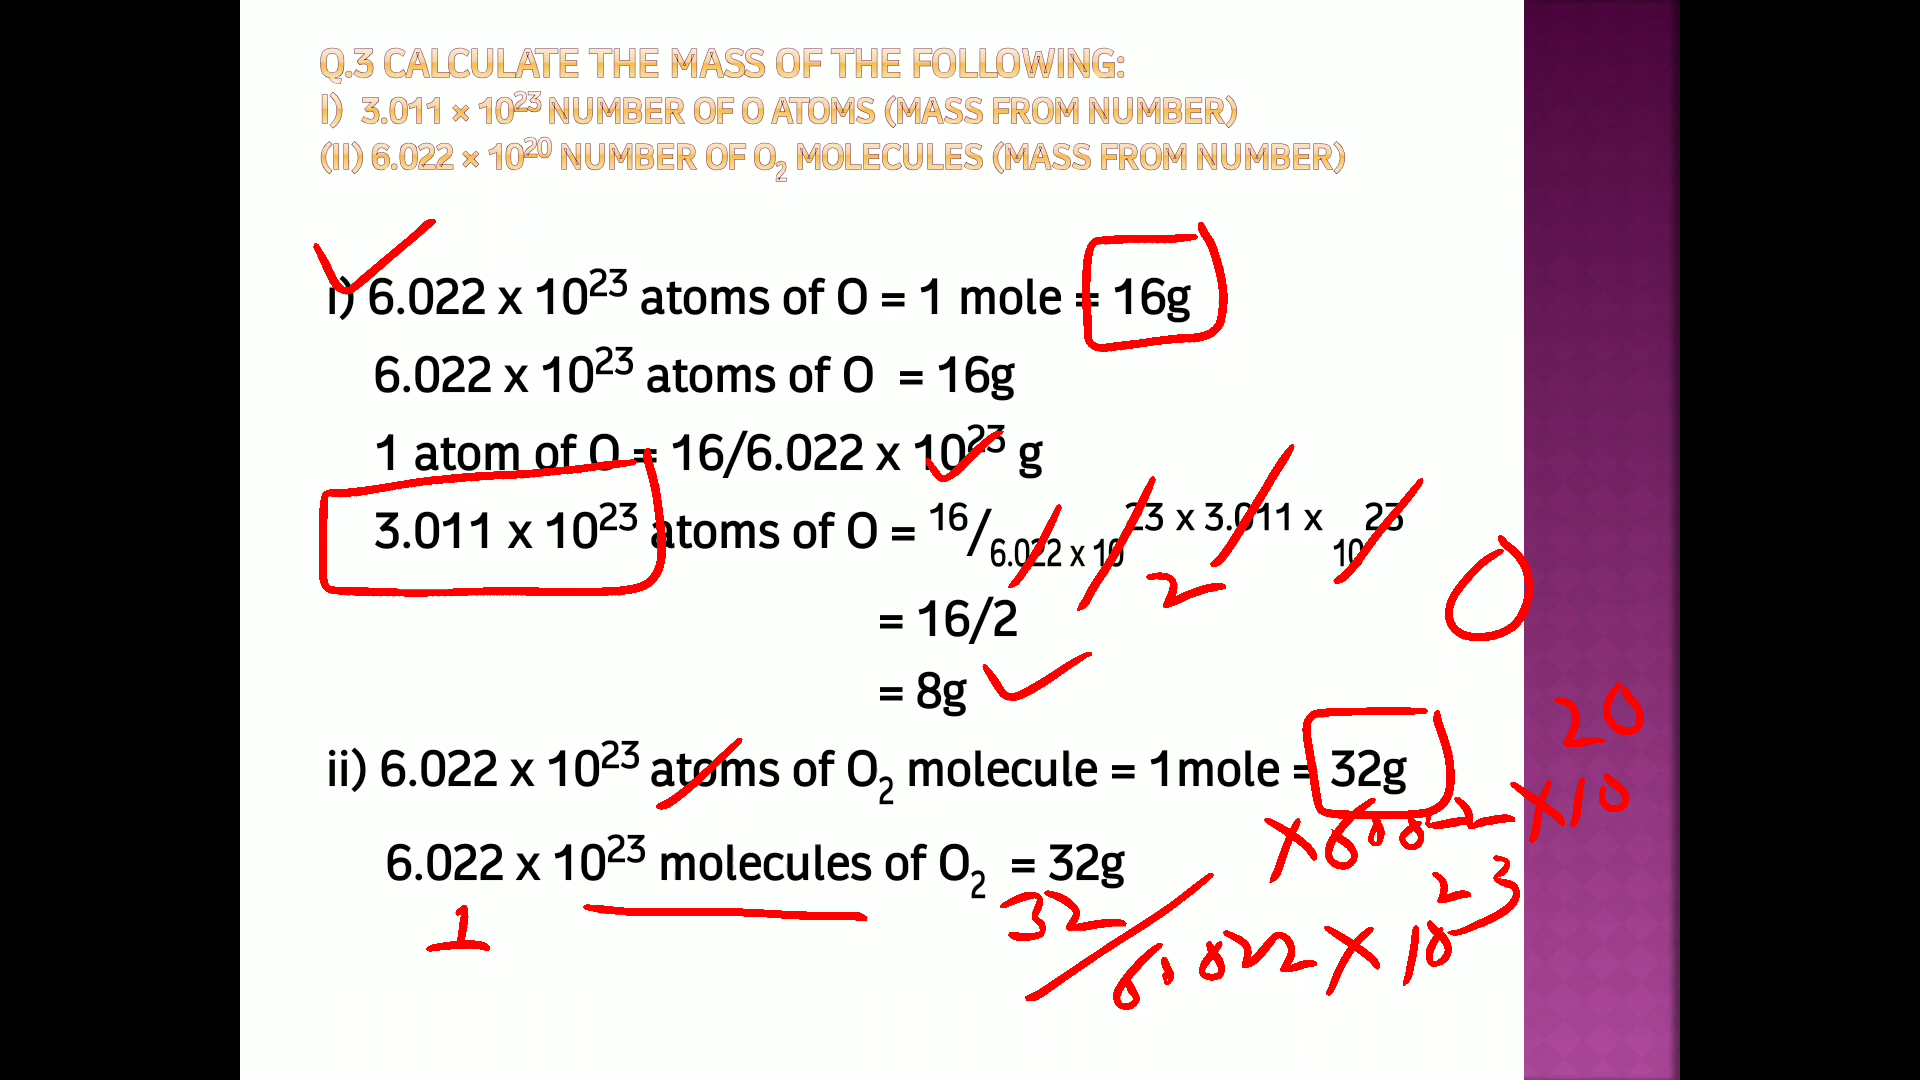 Q.3 CALCULATE THE MASS OF THE FOLLOWING:
I) 3.011 × 10²³ NUMBER OF O ATOMS (MASS FROM NUMBER)
(II) 6.022 × 10²⁰ NUMBER OF O₂ MOLECULES (MASS FROM NUMBER)
i) 6.022 x 10²³ atoms of O = 1 mole = 16g
6.022 x 10²³ atoms of O = 16g
1 atom of O = 16/6.022 x 10²³ g
3.011 x 10²³ atoms of O = ¹⁶/₆.₀₂₂ ₓ ₁₀ ²³ x 3.011 x 10²³
2
= 16/2
= 8g
ii) 6.022 x 10²³ atoms of O₂ molecule = 1mole = 32g
x 6.022 x 10²⁰
6.022 x 10²³ molecules of O₂ = 32g
1
32/6.022 x 10²³